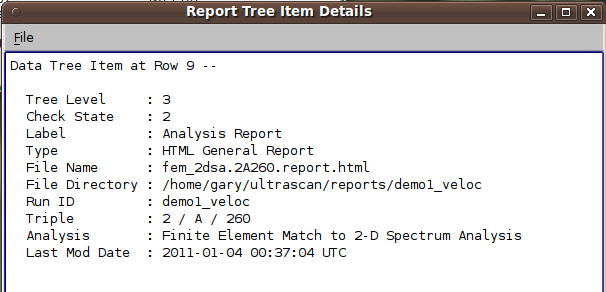 Report Tree Item Details
File
Data Tree Item at Row 9 --
Tree Level : 3
Check State : 2
Label : Analysis Report
Type : HTML General Report
File Name : fem_2dsa.2A260.report.html
File Directory : /home/gary/ultrascan/reports/demo1_veloc
Run ID : demo1_veloc
Triple : 2 / A / 260
Analysis : Finite Element Match to 2-D Spectrum Analysis
Last Mod Date : 2011-01-04 00:37:04 UTC